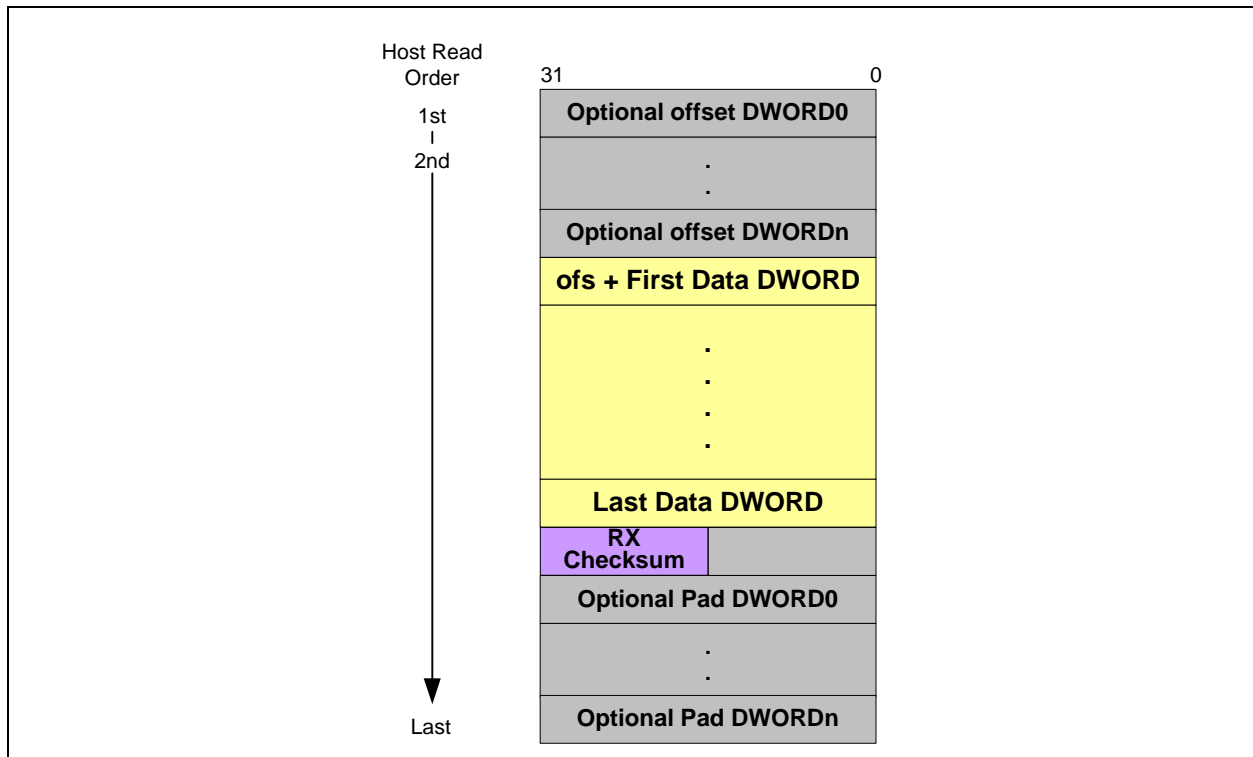 Host Read
Order
31
0
1st
2nd
Optional offset DWORD0
.
.
Optional offset DWORDn
ofs + First Data DWORD
.
.
.
.
Last Data DWORD
RX
Checksum
Optional Pad DWORD0
.
.
Optional Pad DWORDn
Last